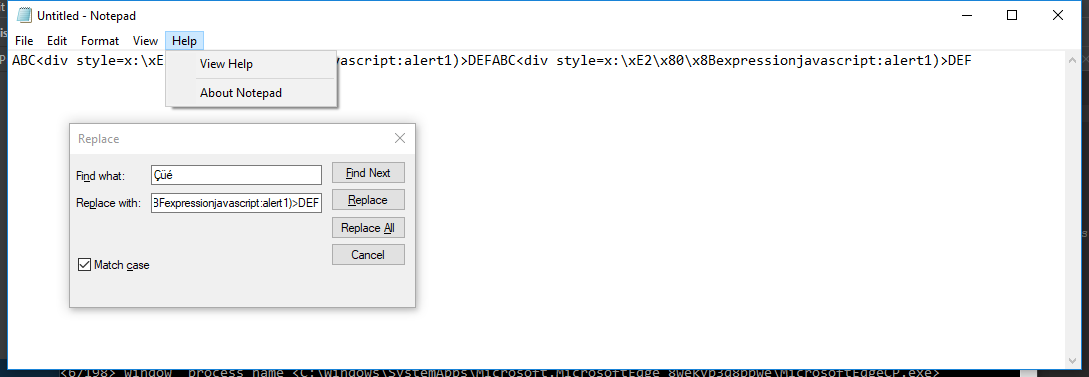 Untitled - Notepad
File Edit Format View Help
ABC<div style=x:\xE vascript:alert1)>DEFABC<div style=x:\xE2\x80\x8Bexpressionjavascript:alert1)>DEF
View Help
About Notepad
Replace
Find what: Çüé Find Next
Replace with: BFexpressionjavascript:alert1)>DEF Replace
Replace All
Cancel
Match case
<6/198> window process name <C:\Windows\SystemApps\Microsoft.MicrosoftEdge_8wekyb3d8bbwe\MicrosoftEdgeCP.exe>